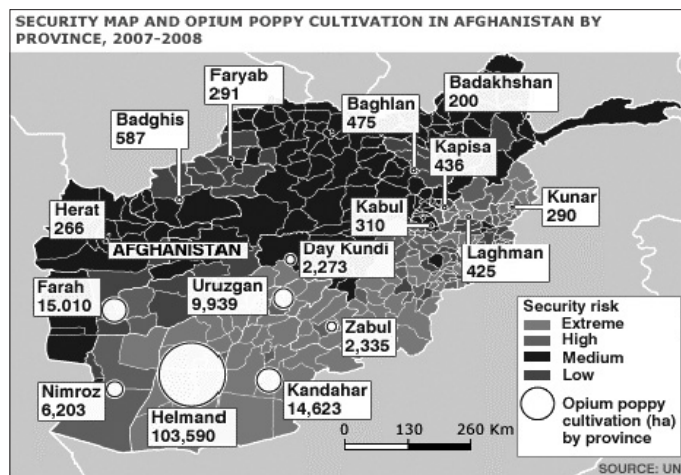 SECURITY MAP AND OPIUM POPPY CULTIVATION IN AFGHANISTAN BY
PROVINCE, 2007-2008
Faryab
291
Badakhshan
200
Baghlan
475
Badghis
587
Kapisa
436
Kunar
290
Herat
266
Kabul
310
AFGHANISTAN
Day Kundi
2,273
Laghman
425
Farah
15.010
Uruzgan
9,939
Zabul
2,335
Nimroz
6,203
Helmand
103,590
Kandahar
14,623
Security risk
Extreme
High
Medium
Low
Opium poppy
cultivation (ha)
by province
0 130 260 Km
SOURCE: UN